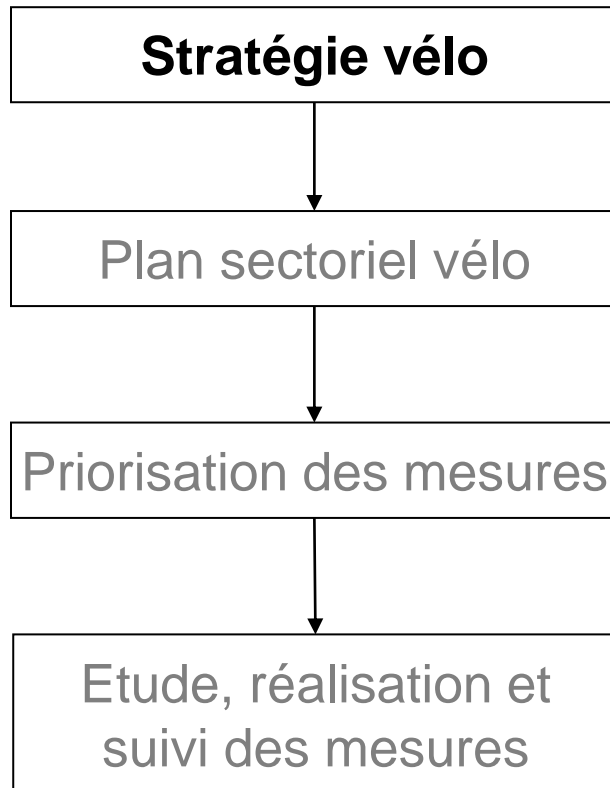 Stratégie vélo
Plan sectoriel vélo
Priorisation des mesures
Etude, réalisation et
suivi des mesures